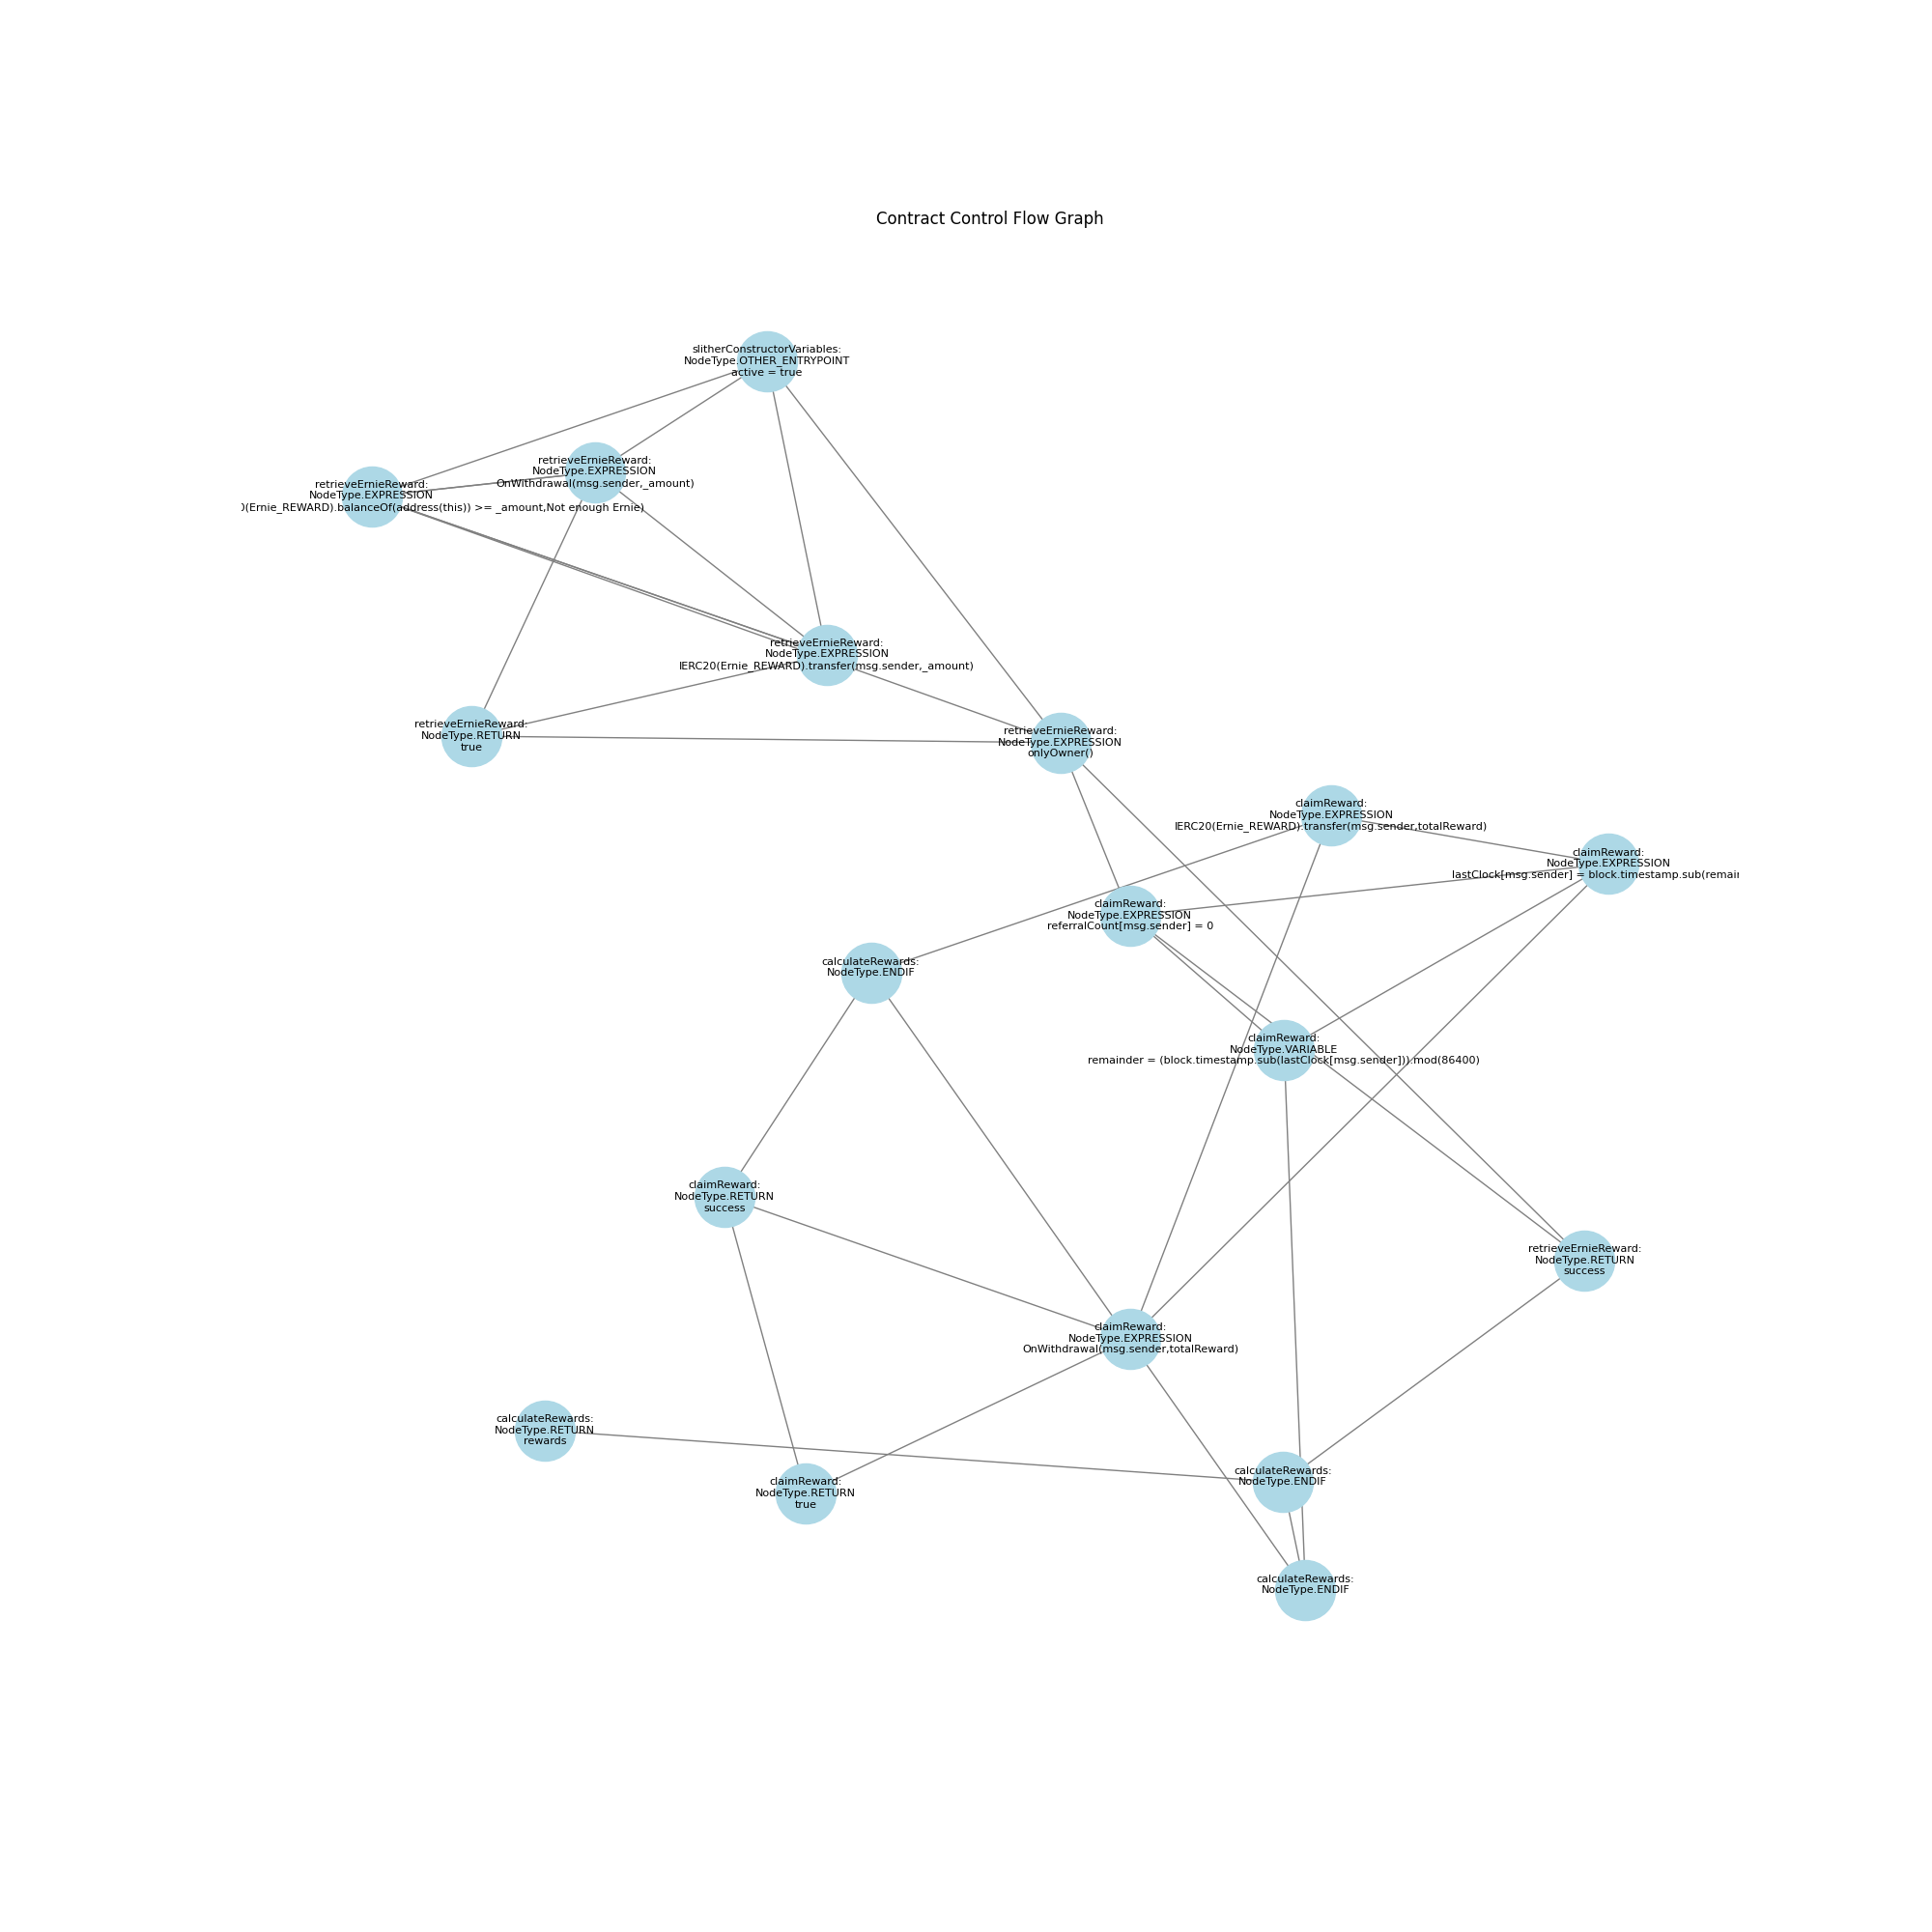 Contract Control Flow Graph
slitherConstructorVariables:
NodeType.OTHER_ENTRYPOINT
active = true
retrieveErnieReward:
NodeType.EXPRESSION
OnWithdrawal(msg.sender,_amount)
retrieveErnieReward:
NodeType.EXPRESSION
)(Ernie_REWARD).balanceOf(address(this)) >= _amount,Not enough Ernie)
retrieveErnieReward:
NodeType.EXPRESSION
IERC20(Ernie_REWARD).transfer(msg.sender,_amount)
retrieveErnieReward:
NodeType.RETURN
true
retrieveErnieReward:
NodeType.EXPRESSION
onlyOwner()
claimReward:
NodeType.EXPRESSION
IERC20(Ernie_REWARD).transfer(msg.sender,totalReward)
claimReward:
NodeType.EXPRESSION
lastClock[msg.sender] = block.timestamp.sub(remai
claimReward:
NodeType.EXPRESSION
referralCount[msg.sender] = 0
calculateRewards:
NodeType.ENDIF
claimReward:
NodeType.VARIABLE
remainder = (block.timestamp.sub(lastClock[msg.sender])).mod(86400)
claimReward:
NodeType.RETURN
success
retrieveErnieReward:
NodeType.RETURN
success
claimReward:
NodeType.EXPRESSION
OnWithdrawal(msg.sender,totalReward)
calculateRewards:
NodeType.RETURN
rewards
claimReward:
NodeType.RETURN
true
calculateRewards:
NodeType.ENDIF
calculateRewards:
NodeType.ENDIF